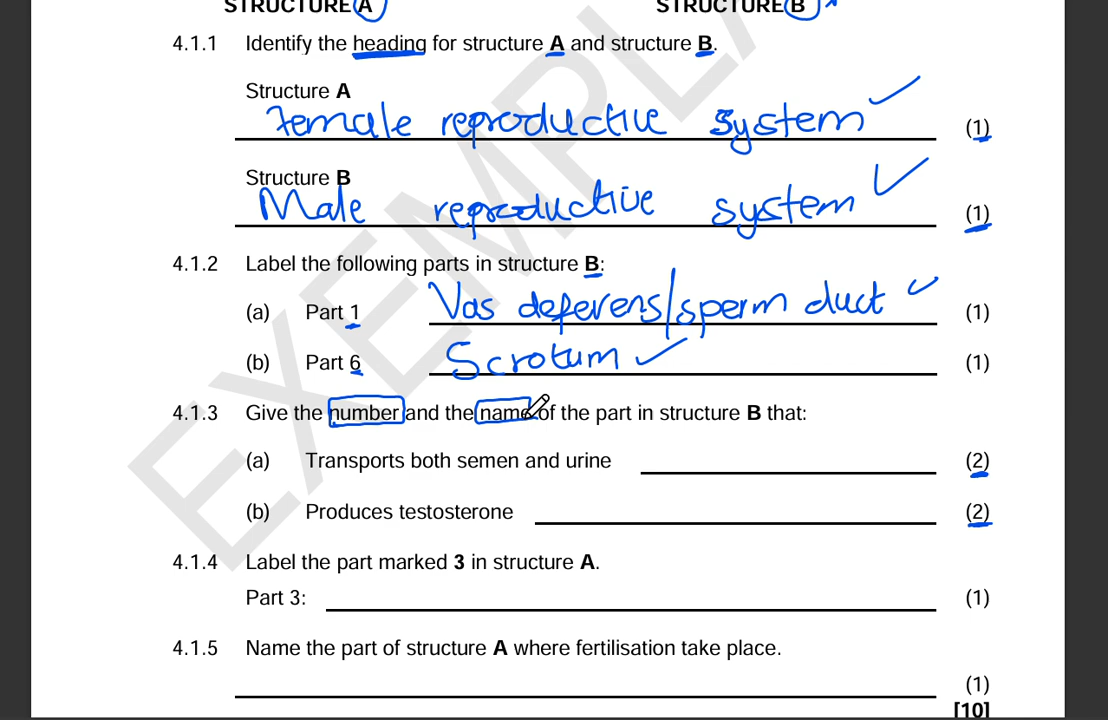 STRUCTURE A STRUCTURE B
4.1.1 Identify the heading for structure A and structure B.
Structure A
Female reproductive system (1)
Structure B
Male reproductive system (1)
4.1.2 Label the following parts in structure B:
(a) Part 1 Vas deferens/sperm duct (1)
(b) Part 6 Scrotum (1)
4.1.3 Give the number and the name of the part in structure B that:
(a) Transports both semen and urine (2)
(b) Produces testosterone (2)
4.1.4 Label the part marked 3 in structure A.
Part 3: (1)
4.1.5 Name the part of structure A where fertilisation take place.
(1)
[10]